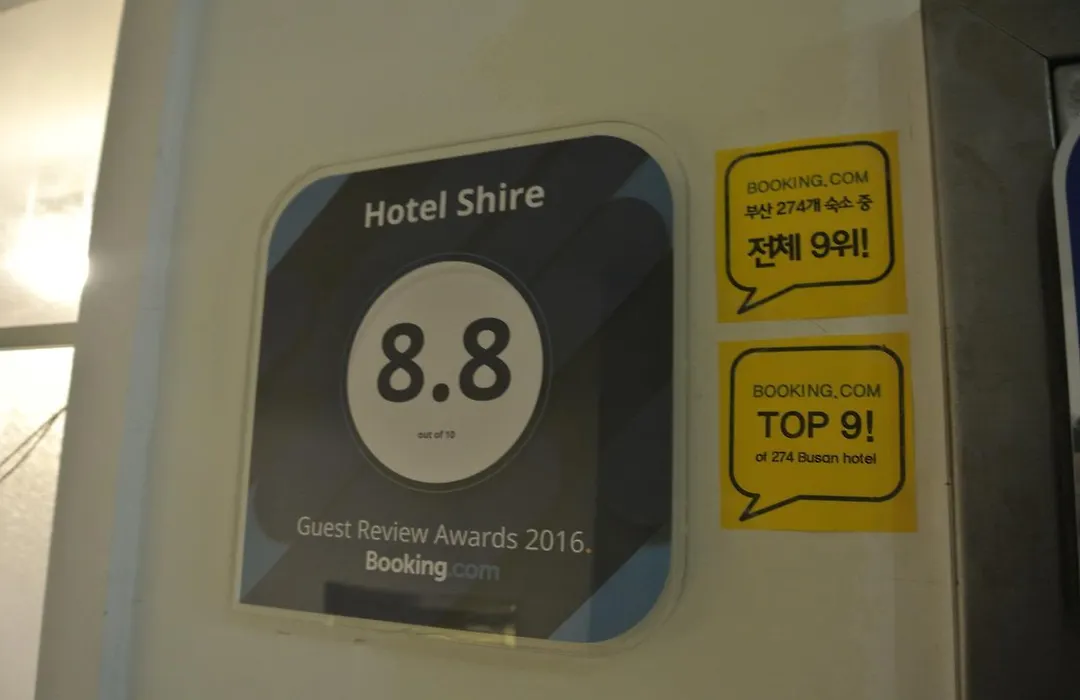 Hotel Shire
8.8
out of 10
Guest Review Awards 2016.
Booking.com
BOOKING.COM
부산 274개 숙소 중
전체 9위!
BOOKING.COM
TOP 9!
of 274 Busan hotel